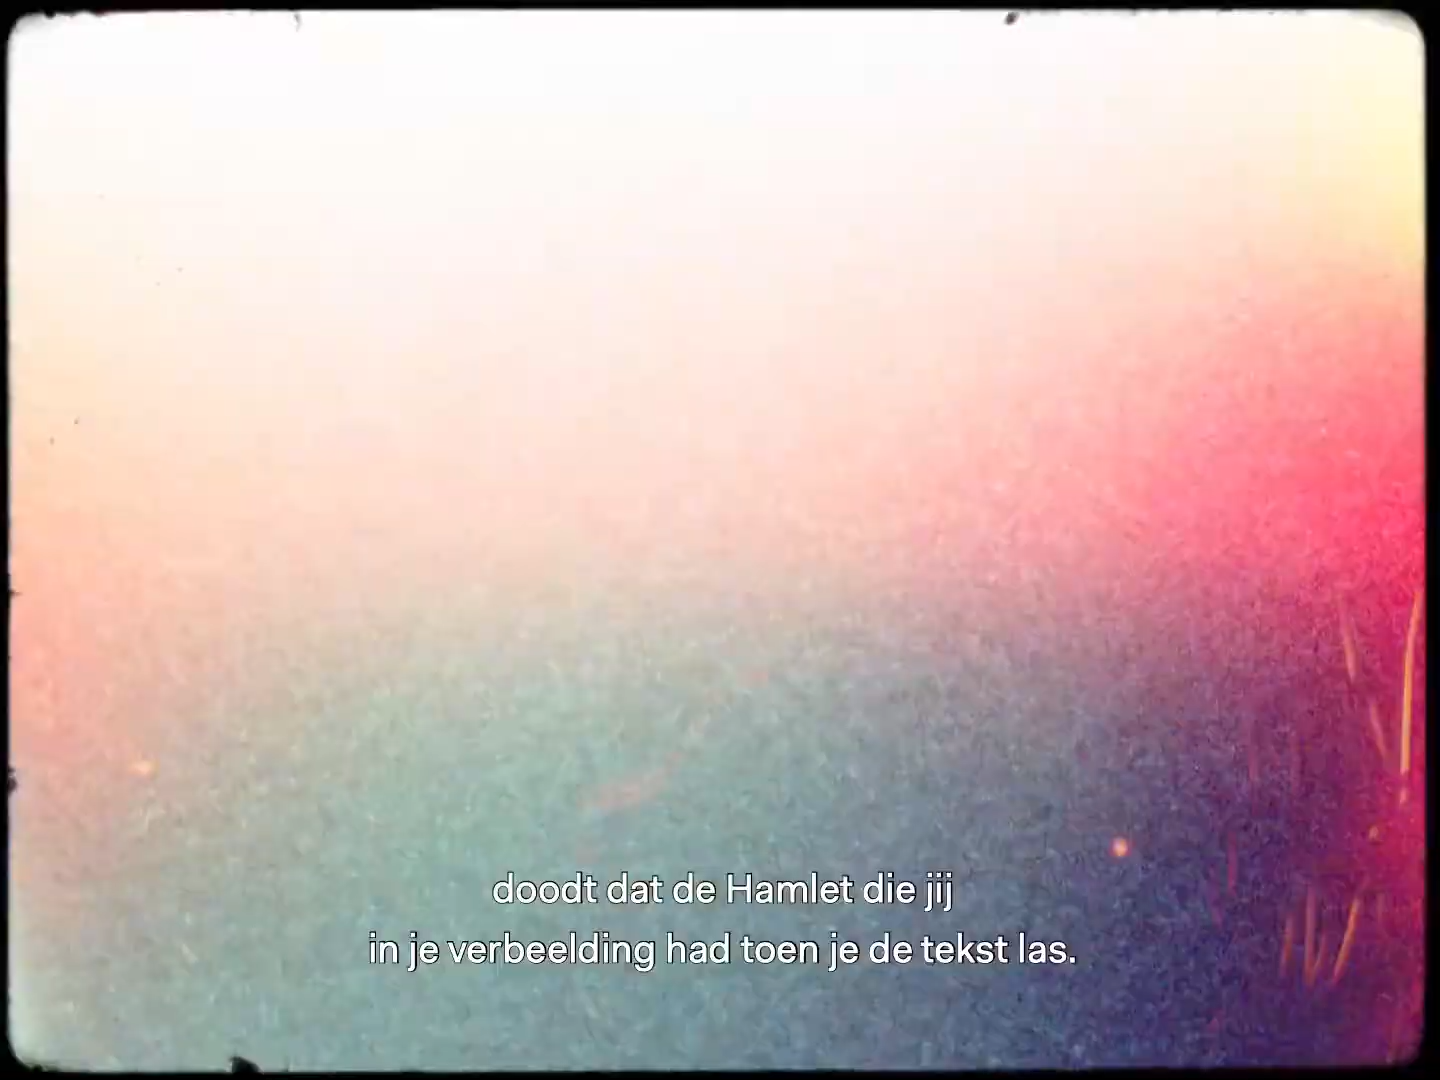 doodt dat de Hamlet die jij
in je verbeelding had toen je de tekst las.